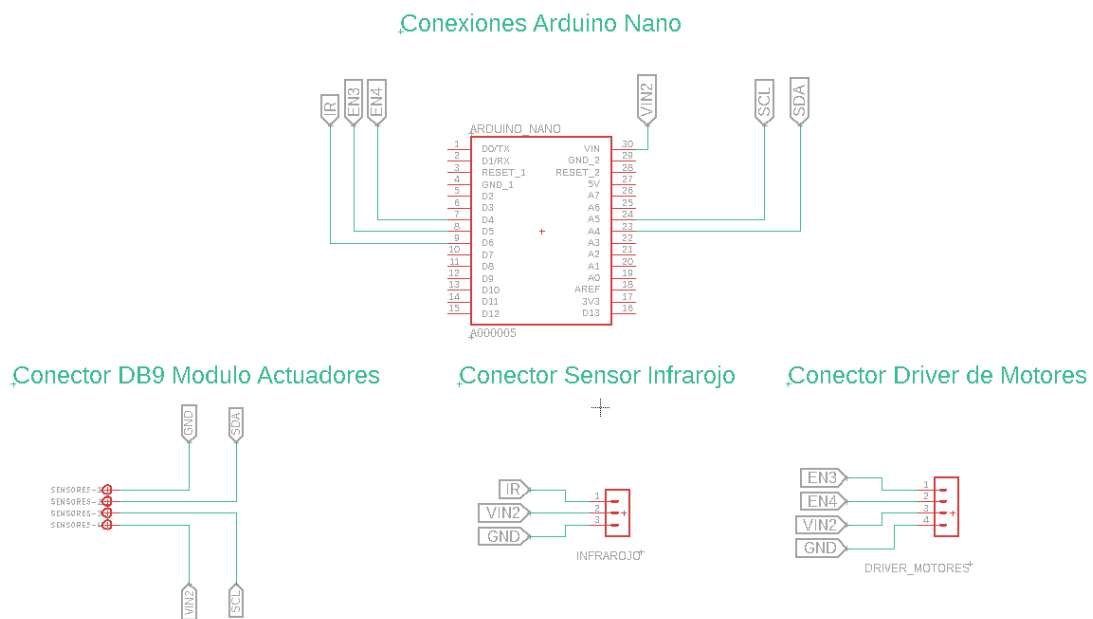 Conexiones Arduino Nano
IR
EN3
EN4
VIN2
SCL
SDA
ARDUINO_NANO
1 D0/TX VIN 30
2 D1/RX GND_2 29
3 RESET_1 RESET_2 28
4 GND_1 5V 27
5 D2 A7 26
6 D3 A6 25
7 D4 A5 24
8 D5 A4 23
9 D6 A3 22
10 D7 A2 21
11 D8 A1 20
12 D9 A0 19
13 D10 AREF 18
14 D11 3V3 17
15 D12 D13 16
A000005
Conector DB9 Modulo Actuadores
GND
SDA
SENSORES-
SENSORES-
SENSORES-
SENSORES-
VIN2
SCL
Conector Sensor Infrarojo
IR 1
VIN2 2
GND 3
INFRAROJO
Conector Driver de Motores
EN3 1
EN4 2
VIN2 3
GND 4
DRIVER_MOTORES